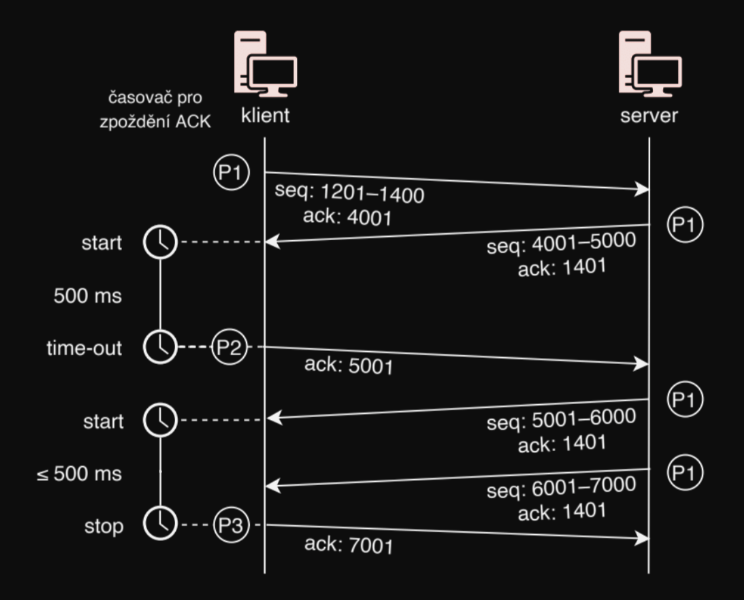 časovač pro
zpoždění ACK
klient
server
P1
seq: 1201–1400
ack: 4001
P1
seq: 4001–5000
ack: 1401
start
500 ms
time-out
P2
ack: 5001
P1
seq: 5001–6000
ack: 1401
start
≤ 500 ms
P1
seq: 6001–7000
ack: 1401
stop
P3
ack: 7001